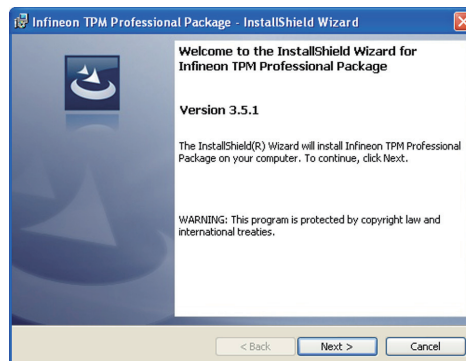 Infineon TPM Professional Package - InstallShield Wizard
Welcome to the InstallShield Wizard for
Infineon TPM Professional Package
Version 3.5.1
The InstallShield(R) Wizard will install Infineon TPM Professional
Package on your computer. To continue, click Next.
WARNING: This program is protected by copyright law and
international treaties.
< Back Next > Cancel